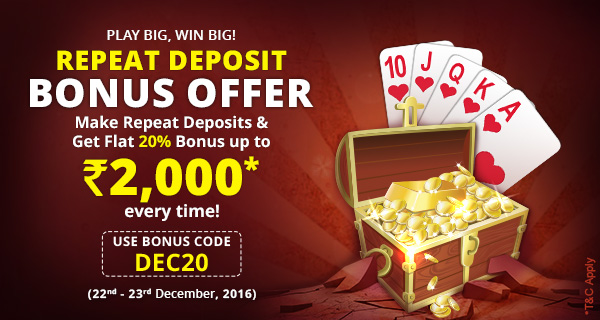 PLAY BIG, WIN BIG!
REPEAT DEPOSIT
BONUS OFFER
Make Repeat Deposits &
Get Flat 20% Bonus up to
₹2,000*
every time!
USE BONUS CODE
DEC20
(22nd - 23rd December, 2016)
10
J
Q
K
A
*T&C Apply